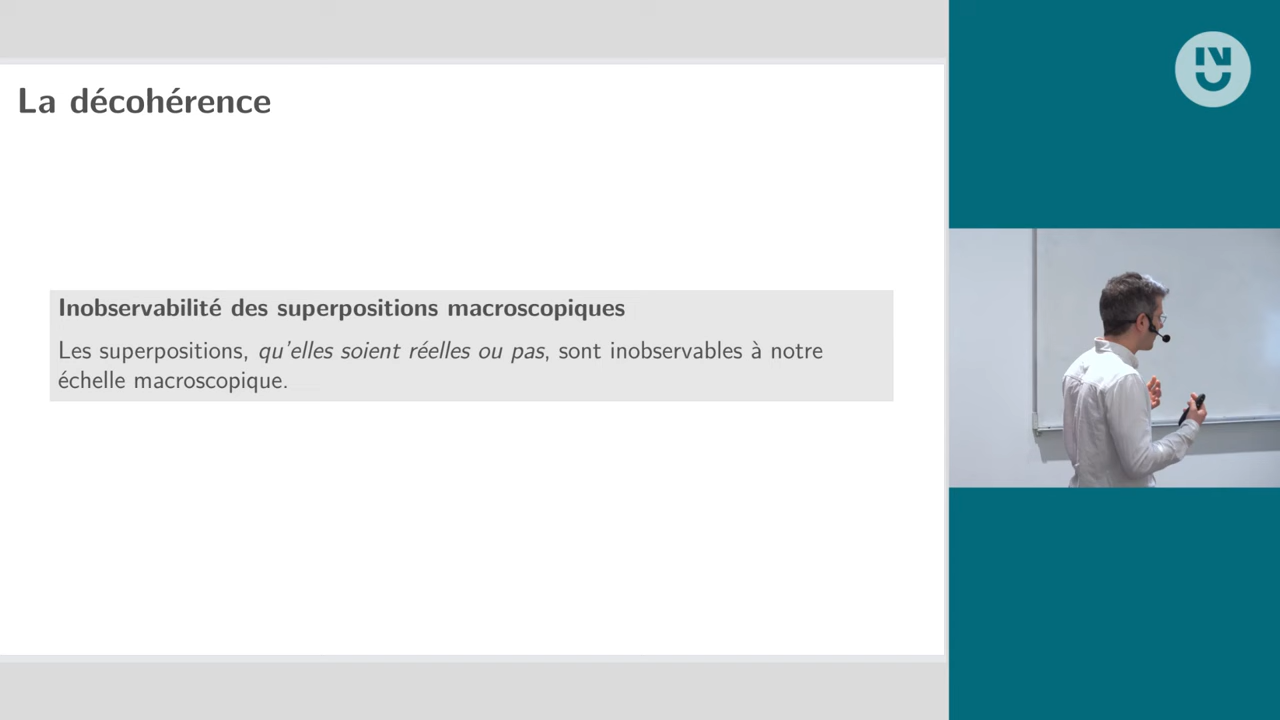 La décohérence
Inobservabilité des superpositions macroscopiques
Les superpositions, qu'elles soient réelles ou pas, sont inobservables à notre
échelle macroscopique.